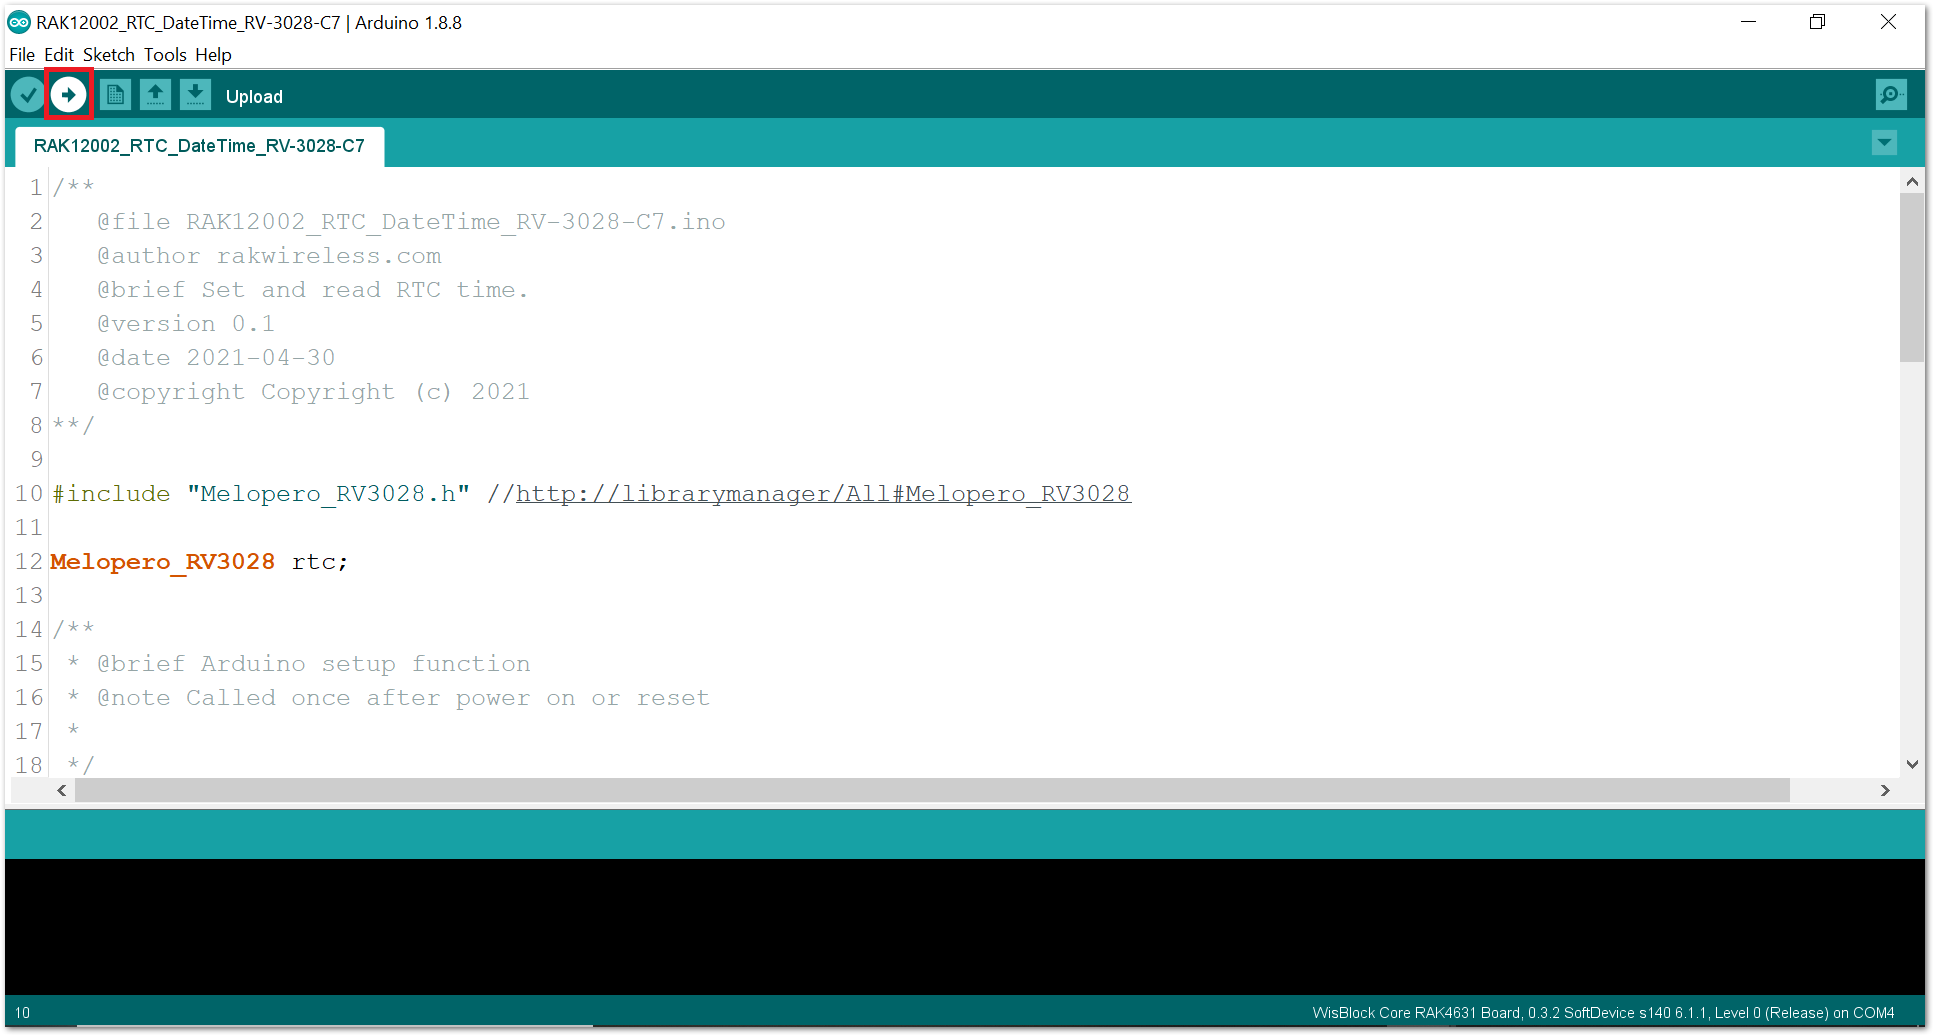 RAK12002_RTC_DateTime_RV-3028-C7 | Arduino 1.8.8
File Edit Sketch Tools Help
Upload
RAK12002_RTC_DateTime_RV-3028-C7
1 /**
2 @file RAK12002_RTC_DateTime_RV-3028-C7.ino
3 @author rakwireless.com
4 @brief Set and read RTC time.
5 @version 0.1
6 @date 2021-04-30
7 @copyright Copyright (c) 2021
8 **/
9
10 #include "Melopero_RV3028.h" //http://librarymanager/All#Melopero_RV3028
11
12 Melopero_RV3028 rtc;
13
14 /**
15 * @brief Arduino setup function
16 * @note Called once after power on or reset
17 *
18 */
10
WisBlock Core RAK4631 Board, 0.3.2 SoftDevice s140 6.1.1, Level 0 (Release) on COM4